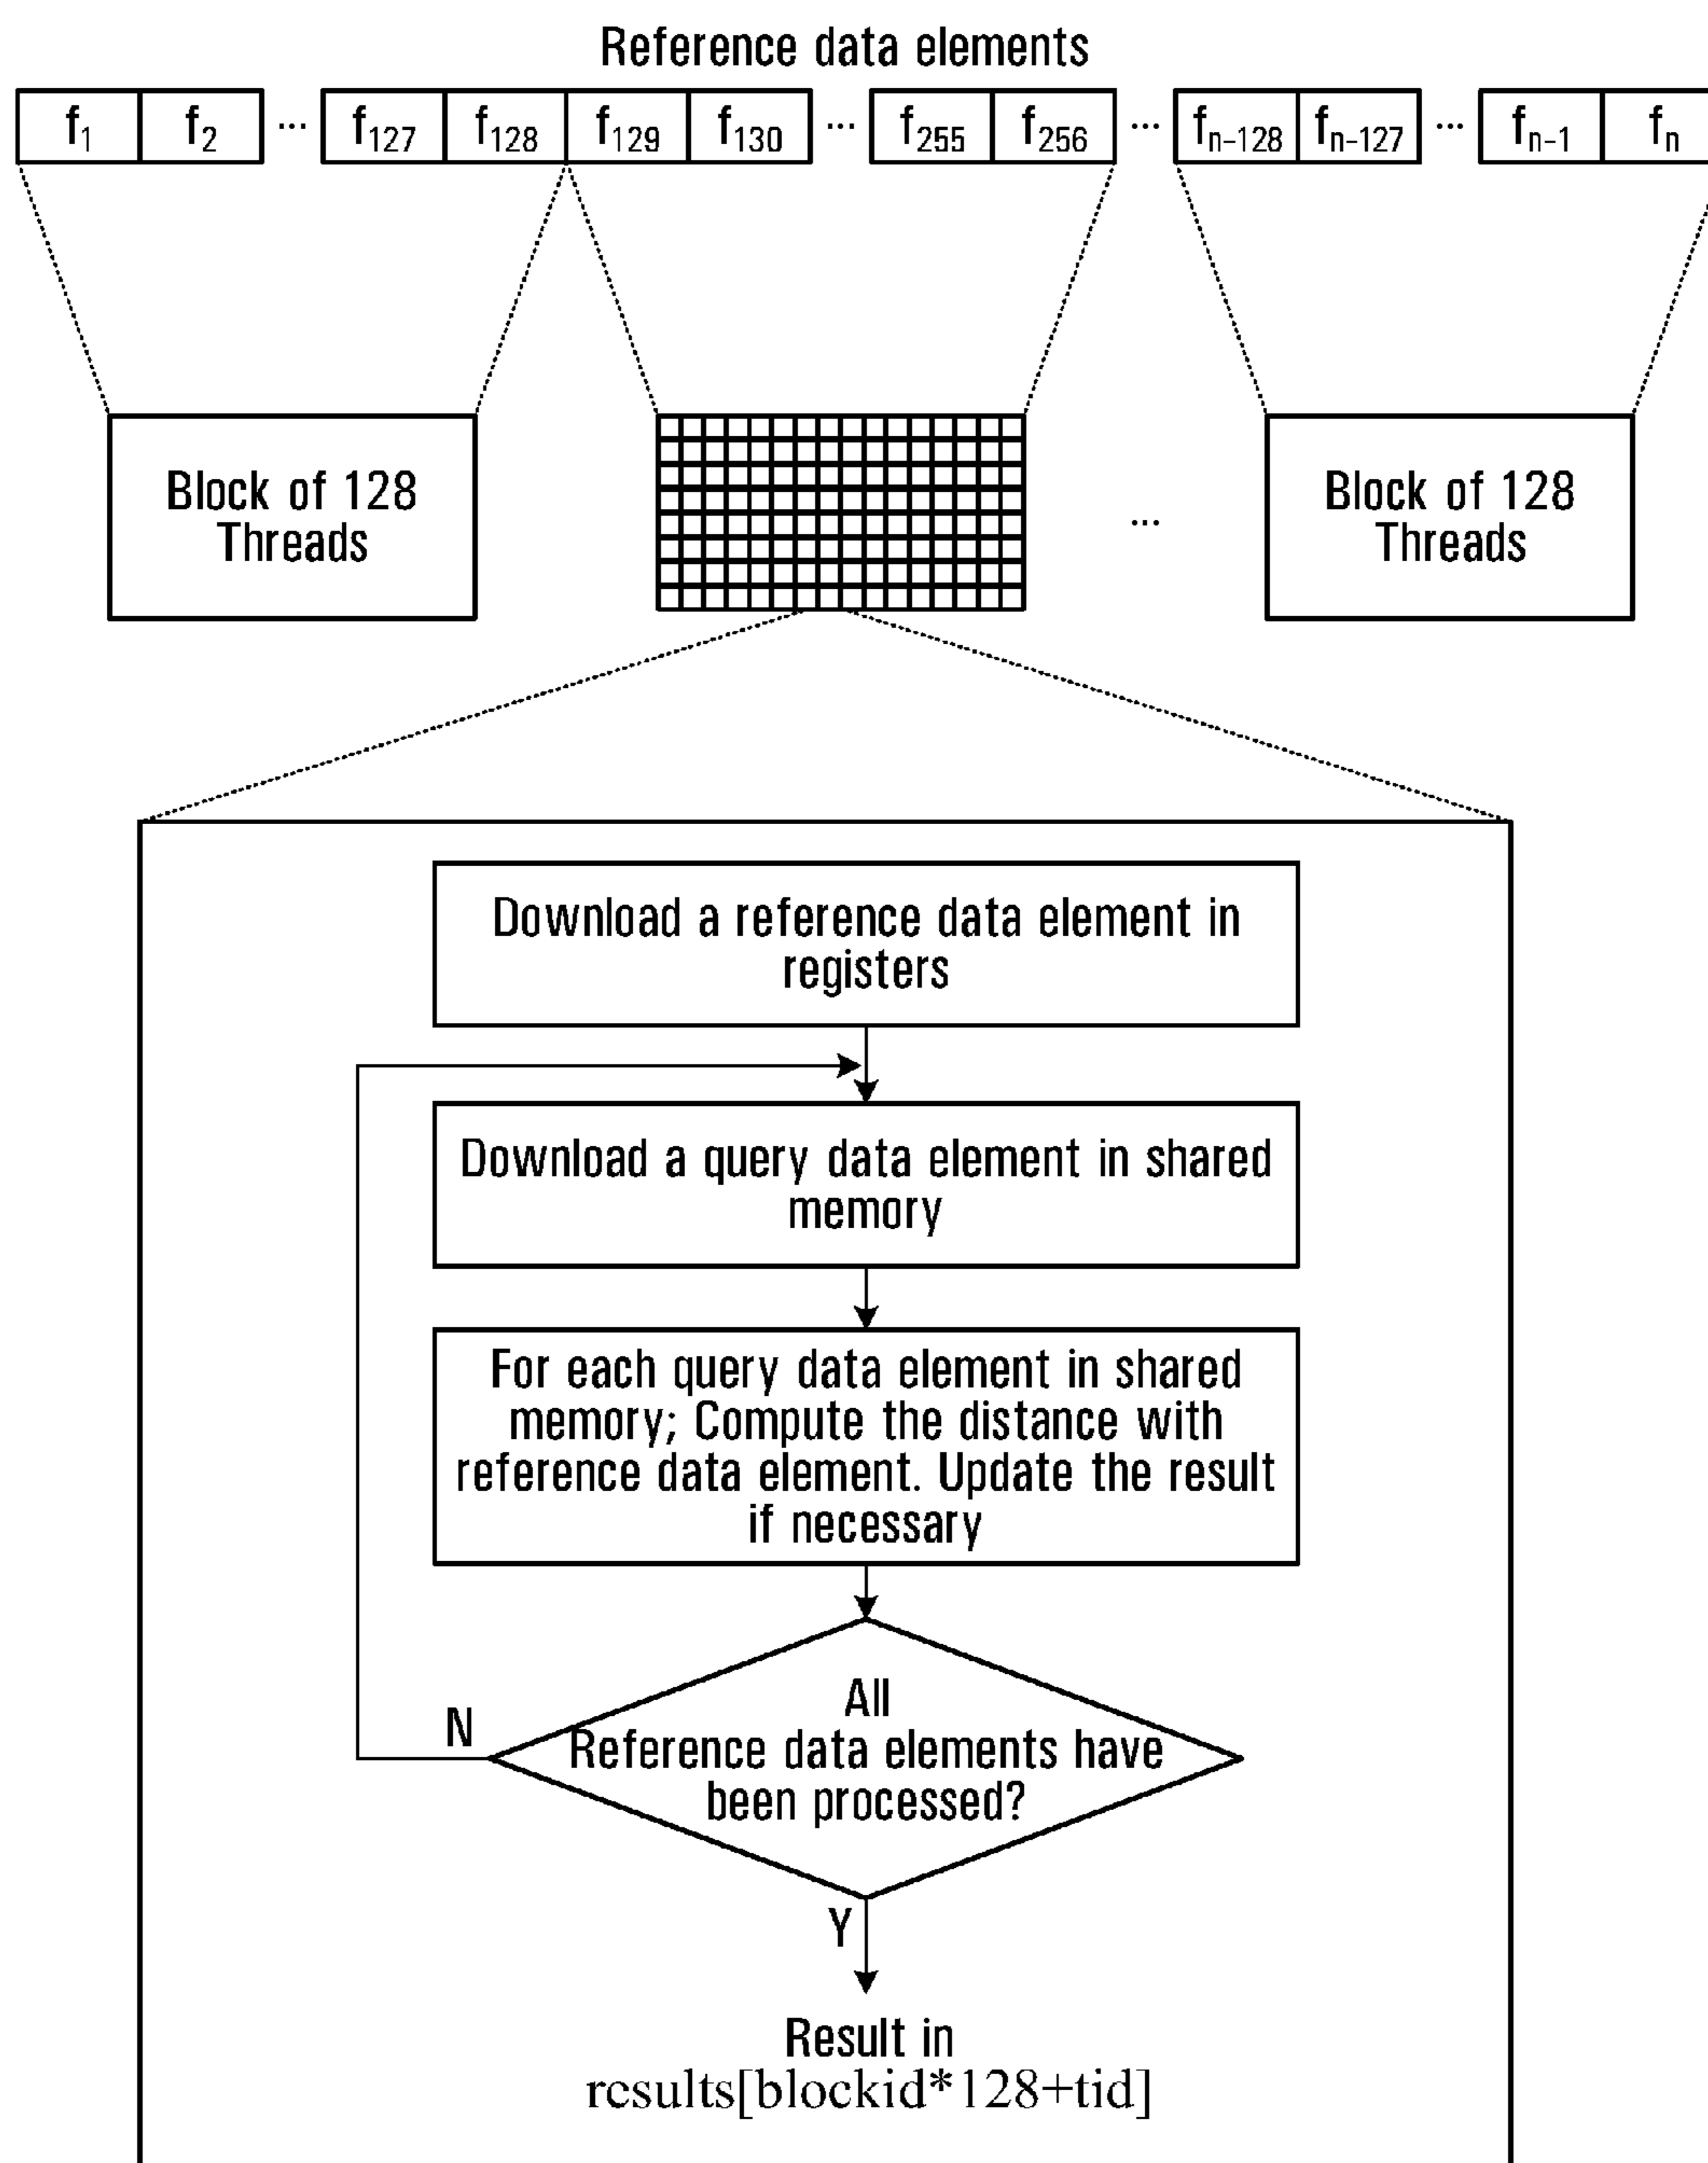 Reference data elements
f1 f2 ... f127 f128 f129 f130 ... f255 f256 ... fn-128 fn-127 ... fn-1 fn
Block of 128
Threads
...
Block of 128
Threads
Download a reference data element in
registers
Download a query data element in shared
memory
For each query data element in shared
memory; Compute the distance with
reference data element. Update the result
if necessary
All
Reference data elements have
been processed?
N
Y
Result in
results[blockid*128+tid]